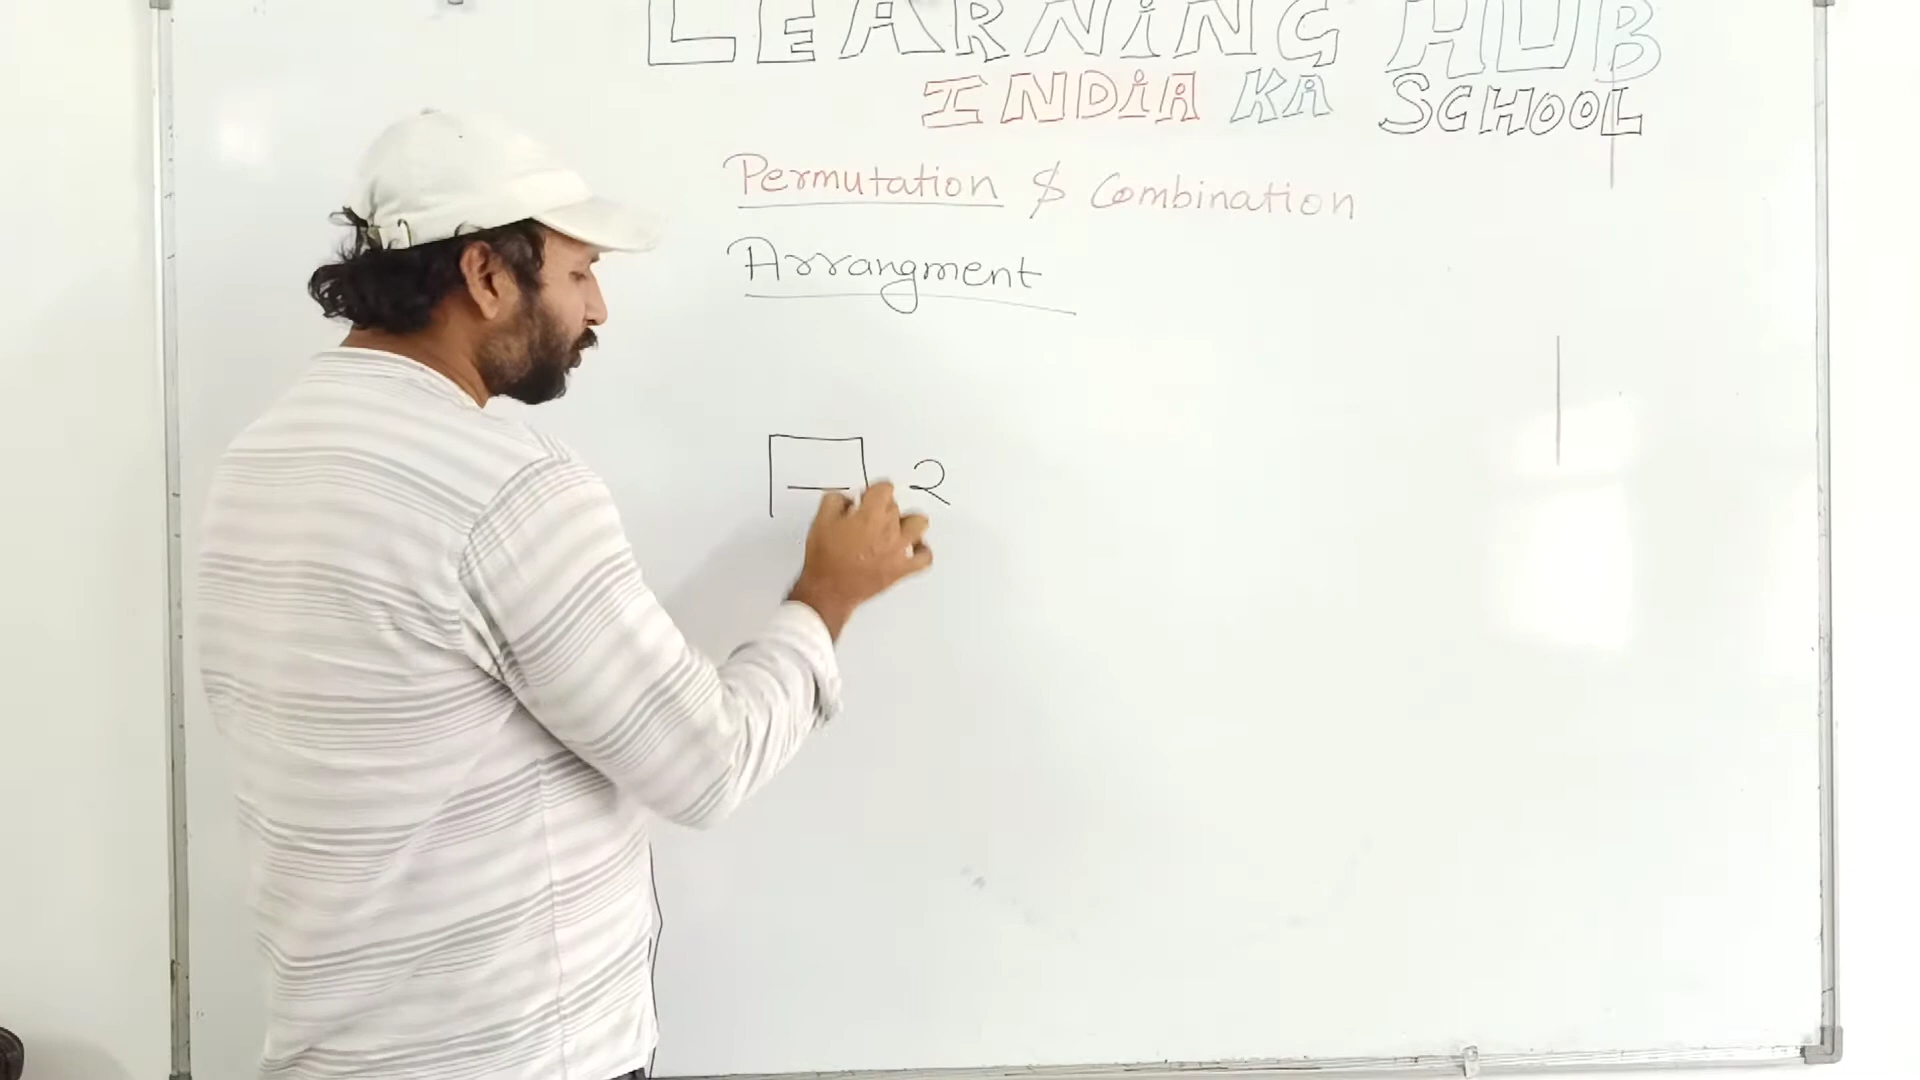 LEARNING HUB
INDIA KA SCHOOL
Permutation & Combination
Arrangment
2